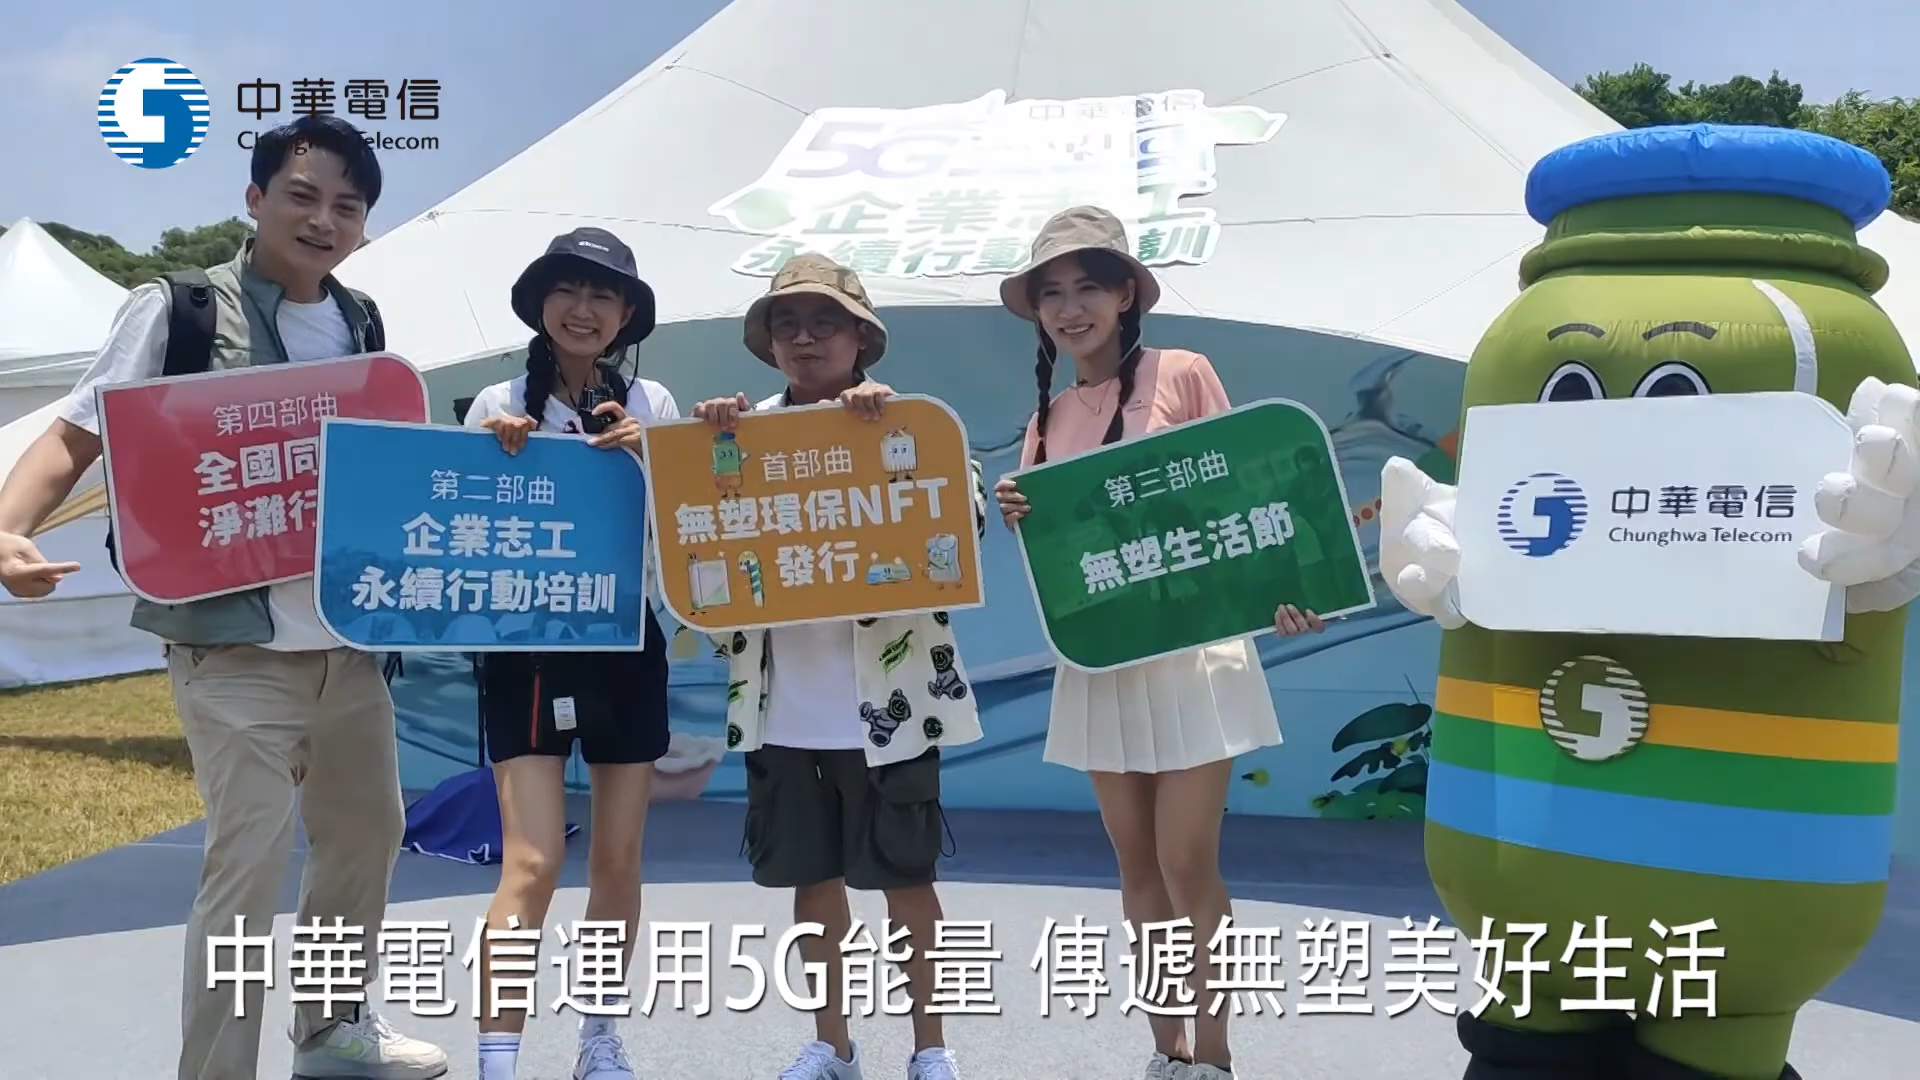 中華電信
Chunghwa Telecom
中華電信
5G
企業志工
永續行動培訓
第四部曲
全國同
淨灘行
第二部曲
企業志工
永續行動培訓
首部曲
無塑環保NFT
發行
第三部曲
無塑生活節
中華電信
Chunghwa Telecom
中華電信運用5G能量 傳遞無塑美好生活